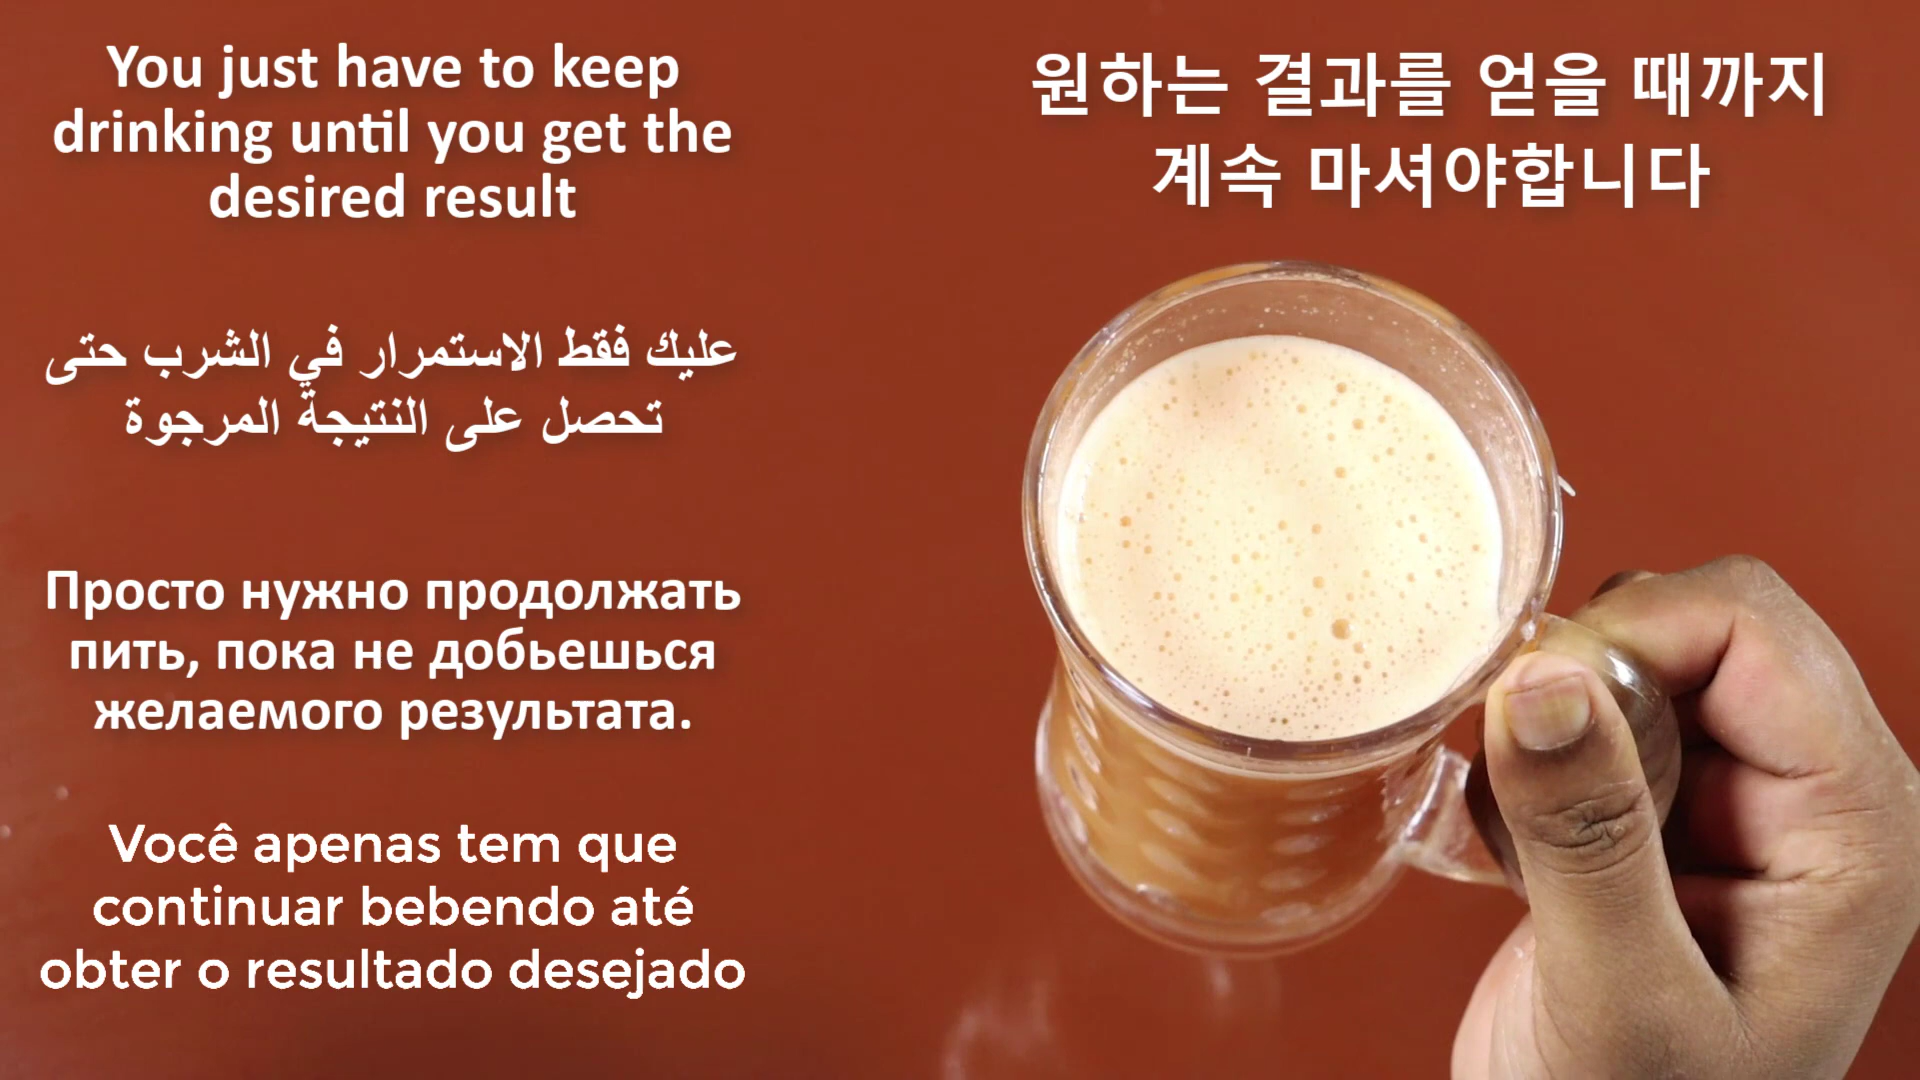 You just have to keep
drinking until you get the
desired result
عليك فقط الاستمرار في الشرب حتى
تحصل على النتيجة المرجوة
Просто нужно продолжать
пить, пока не добьешься
желаемого результата.
Você apenas tem que
continuar bebendo até
obter o resultado desejado
원하는 결과를 얻을 때까지
계속 마셔야합니다